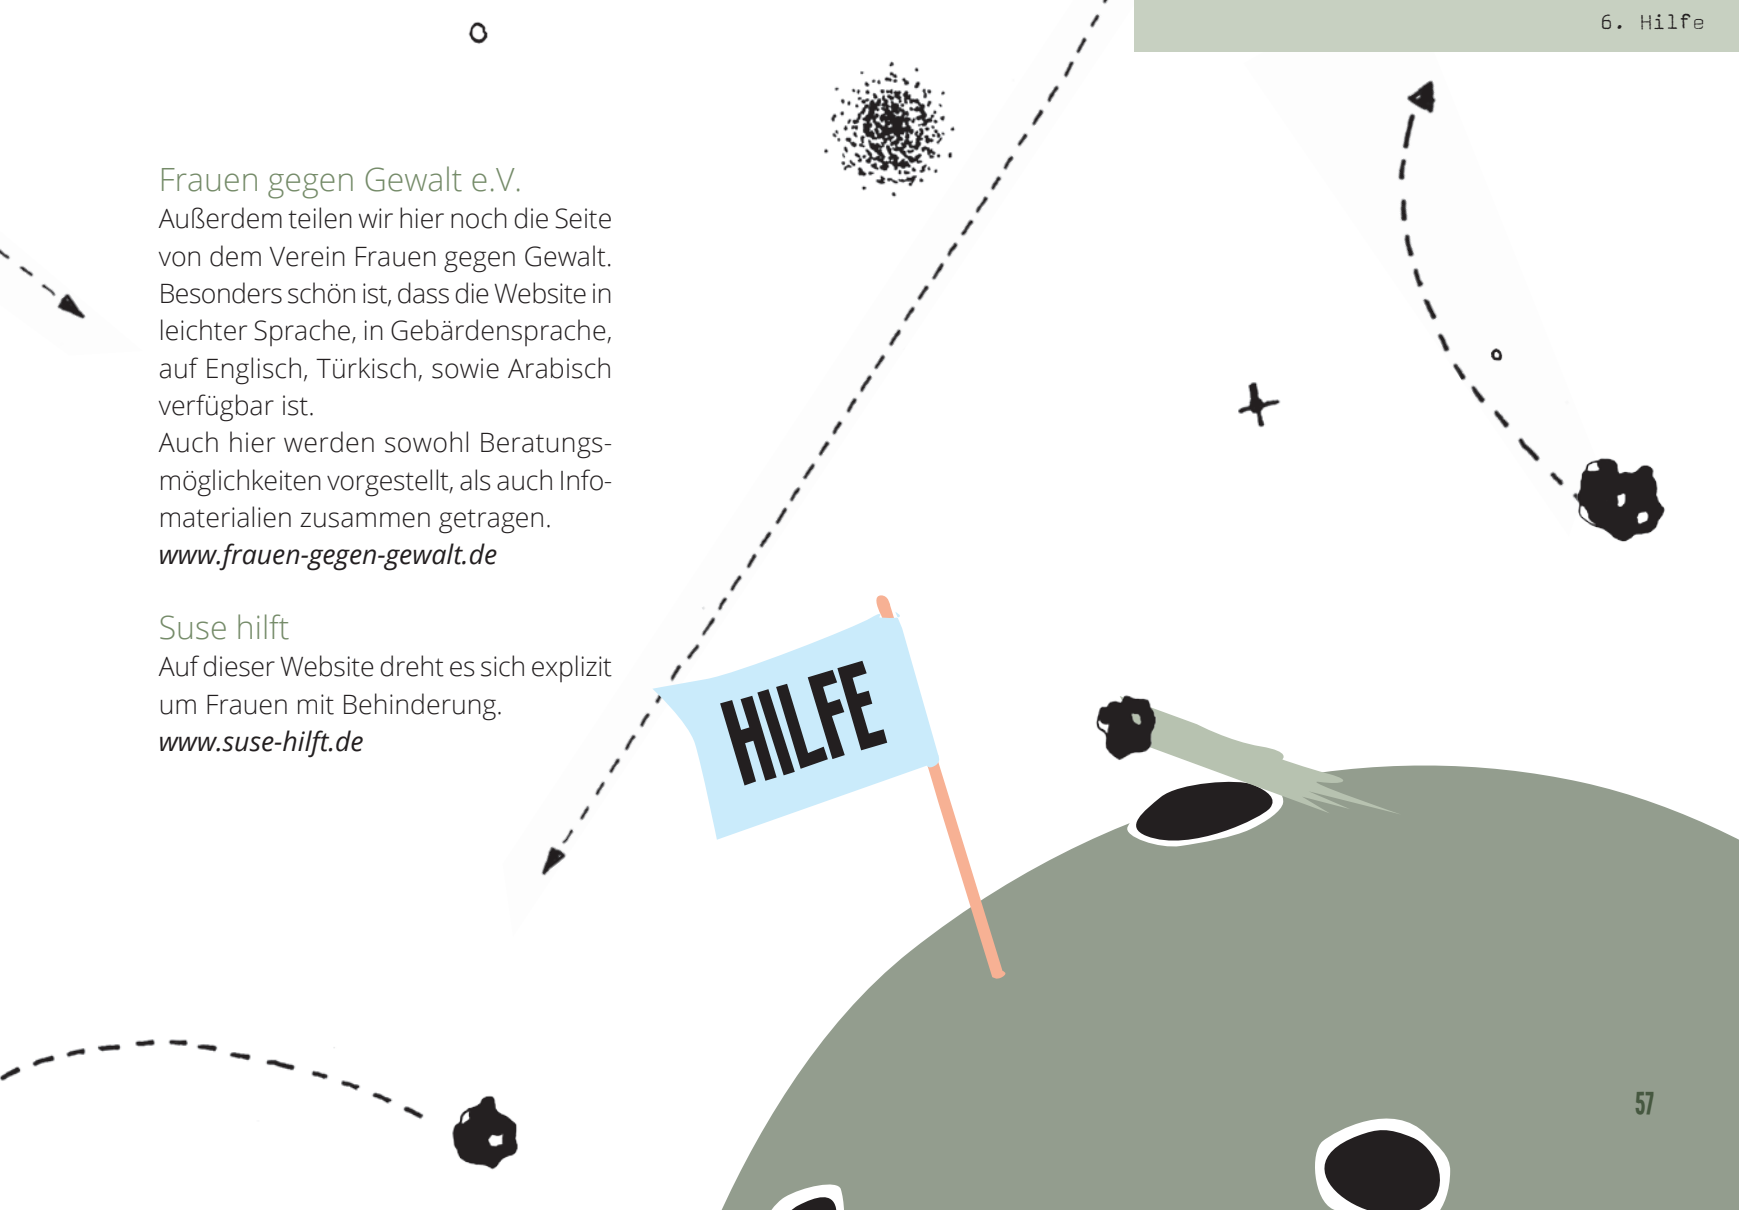 6. Hilfe
Frauen gegen Gewalt e.V.
Außerdem teilen wir hier noch die Seite
von dem Verein Frauen gegen Gewalt.
Besonders schön ist, dass die Website in
leichter Sprache, in Gebärdensprache,
auf Englisch, Türkisch, sowie Arabisch
verfügbar ist.
Auch hier werden sowohl Beratungs-
möglichkeiten vorgestellt, als auch Info-
materialien zusammen getragen.
www.frauen-gegen-gewalt.de
Suse hilft
Auf dieser Website dreht es sich explizit
um Frauen mit Behinderung.
www.suse-hilft.de
HILFE
57